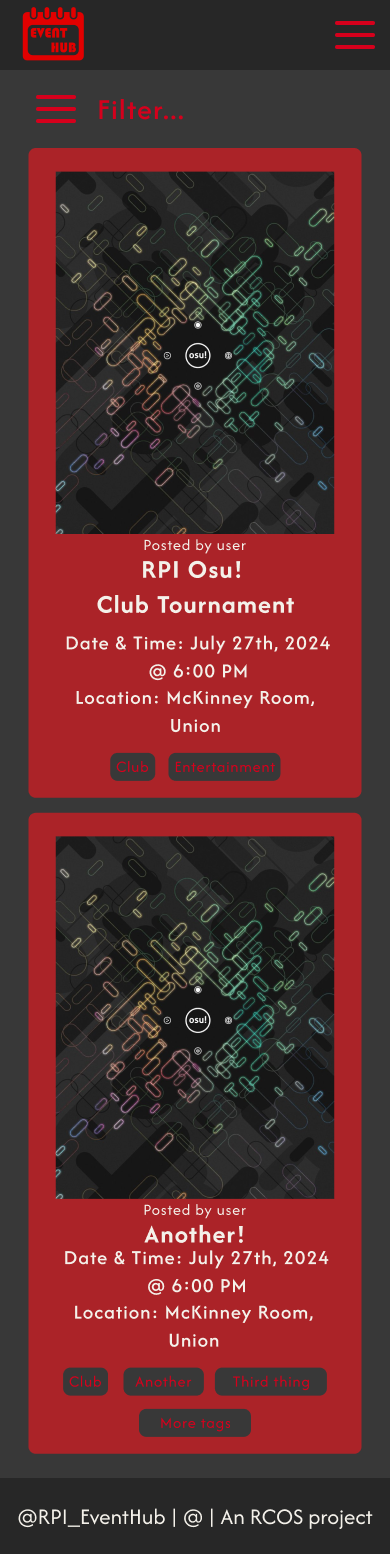 EVENT
HUB
Filter...
osu!
Posted by user
RPI Osu!
Club Tournament
Date & Time: July 27th, 2024
@ 6:00 PM
Location: McKinney Room,
Union
Club Entertainment
osu!
Posted by user
Another!
Date & Time: July 27th, 2024
@ 6:00 PM
Location: McKinney Room,
Union
Club Another Third thing
More tags
@RPI_EventHub | @ | An RCOS project